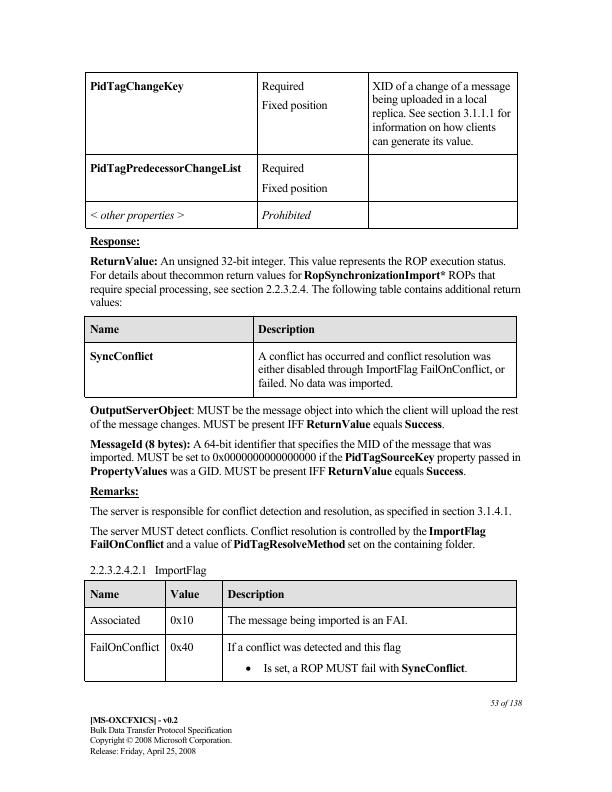 PidTagChangeKey
Required
Fixed position
XID of a change of a message
being uploaded in a local
replica. See section 3.1.1.1 for
information on how clients
can generate its value.
PidTagPredecessorChangeList
Required
Fixed position
< other properties >
Prohibited
Response:
ReturnValue: An unsigned 32-bit integer. This value represents the ROP execution status.
For details about thecommon return values for RopSynchronizationImport* ROPs that
require special processing, see section 2.2.3.2.4. The following table contains additional return
values:
Name Description
SyncConflict
A conflict has occurred and conflict resolution was
either disabled through ImportFlag FailOnConflict, or
failed. No data was imported.
OutputServerObject: MUST be the message object into which the client will upload the rest
of the message changes. MUST be present IFF ReturnValue equals Success.
MessageId (8 bytes): A 64-bit identifier that specifies the MID of the message that was
imported. MUST be set to 0x0000000000000000 if the PidTagSourceKey property passed in
PropertyValues was a GID. MUST be present IFF ReturnValue equals Success.
Remarks:
The server is responsible for conflict detection and resolution, as specified in section 3.1.4.1.
The server MUST detect conflicts. Conflict resolution is controlled by the ImportFlag
FailOnConflict and a value of PidTagResolveMethod set on the containing folder.
2.2.3.2.4.2.1 ImportFlag
Name Value Description
Associated 0x10 The message being imported is an FAI.
FailOnConflict 0x40 If a conflict was detected and this flag
• Is set, a ROP MUST fail with SyncConflict.
53 of 138
[MS-OXCFXICS] - v0.2
Bulk Data Transfer Protocol Specification
Copyright © 2008 Microsoft Corporation.
Release: Friday, April 25, 2008